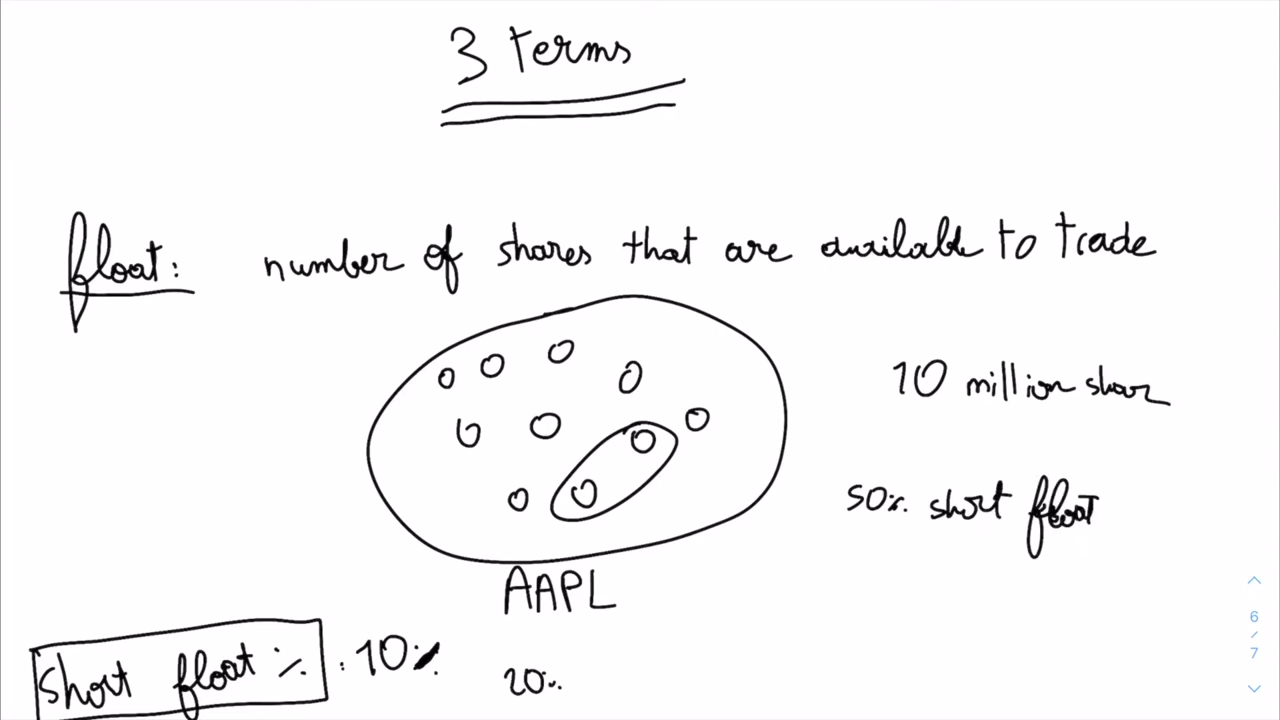 3 terms
float: number of shares that are available to trade
10 million
50% short float
AAPL
short float % : 10%
20%
6
/
7